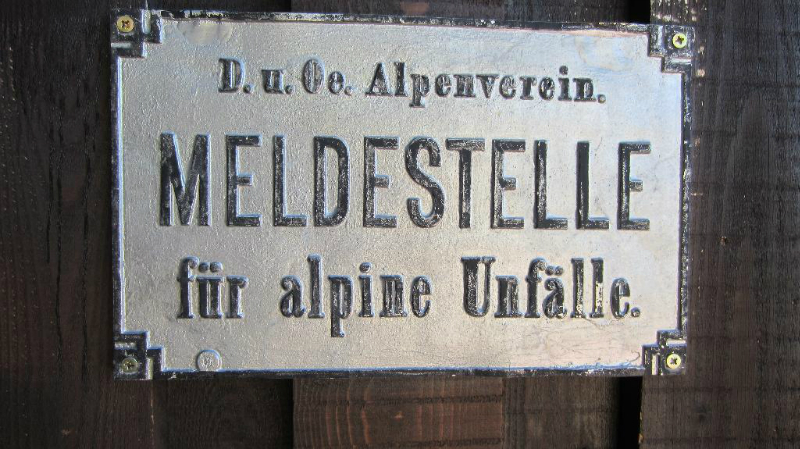 D. u. Oe. Alpenverein.
MELDESTELLE
für alpine Unfälle.